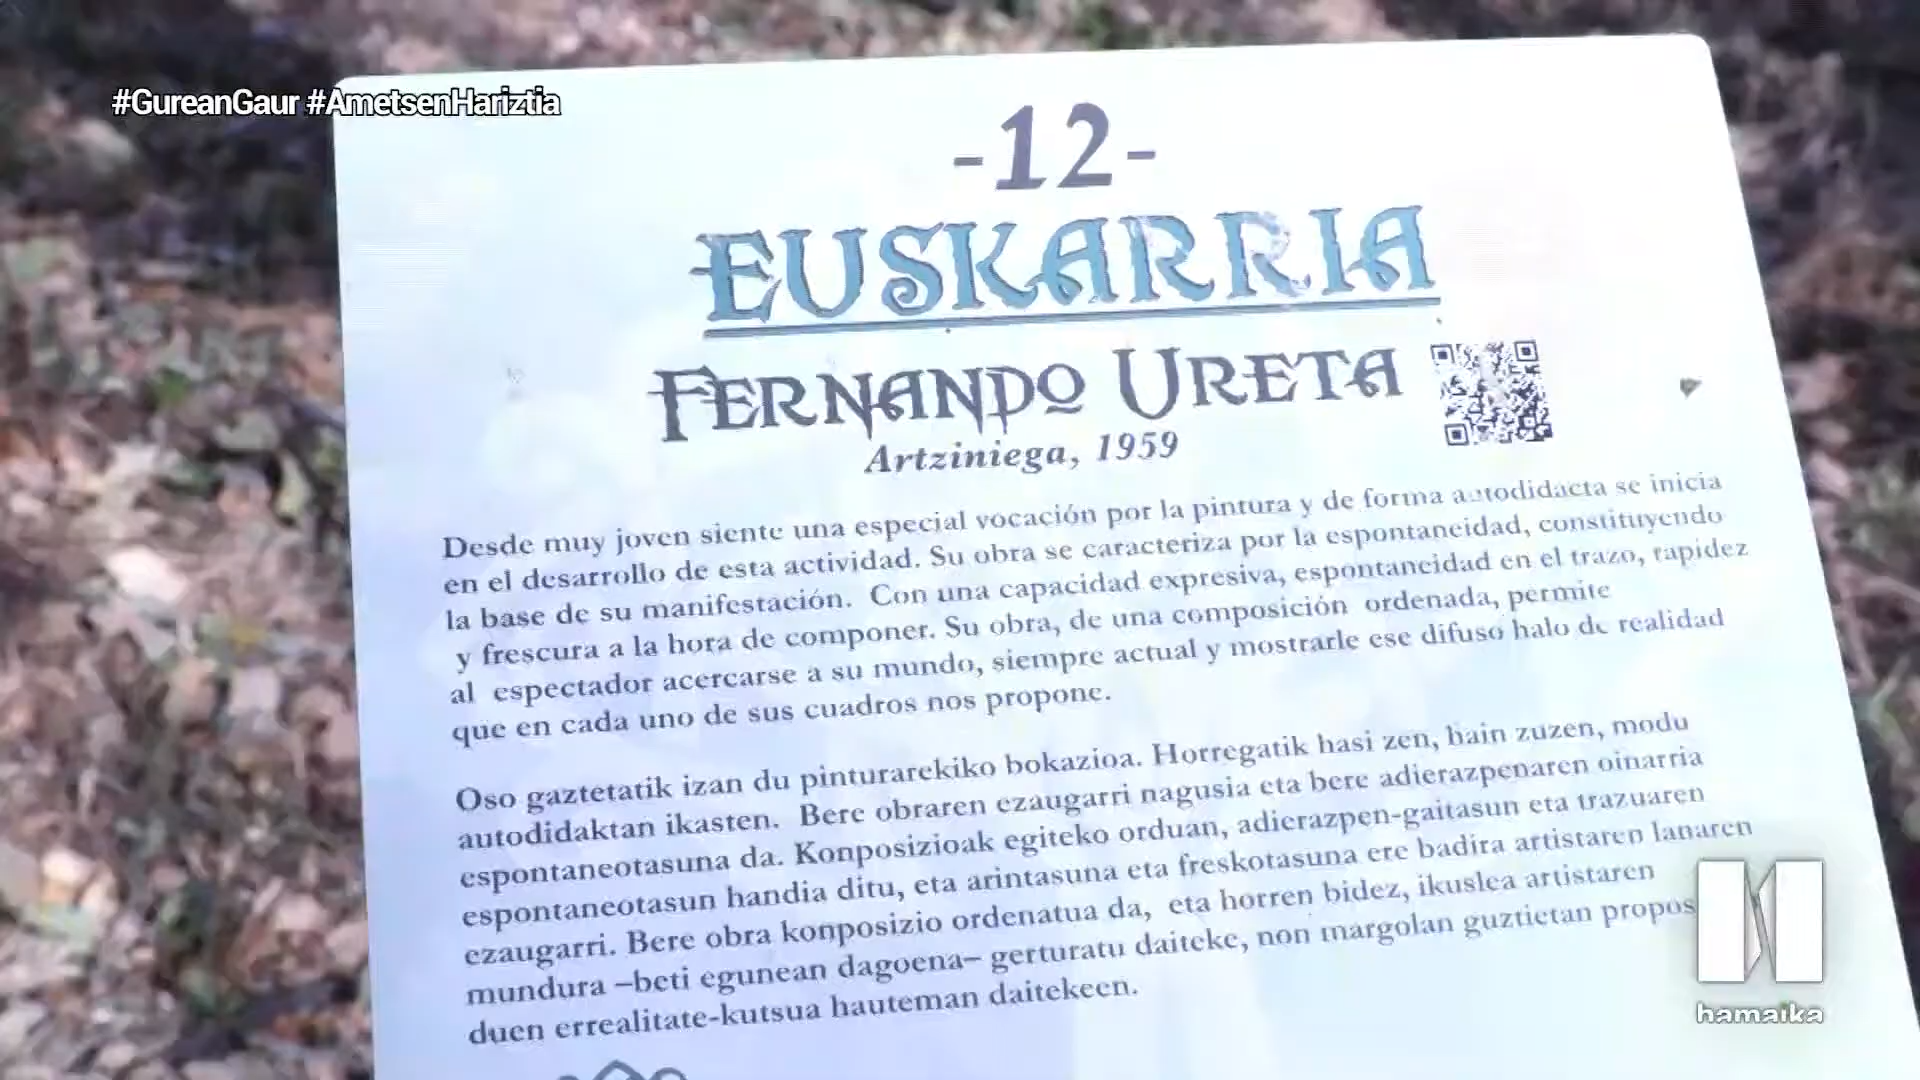 #GureanGaur #AmetsenHariztia
-12-
EUSKARRIA
FERNANDO URETA
Artziniega, 1959
Desde muy joven siente una especial vocación por la pintura y de forma autodidacta se inicia
en el desarrollo de esta actividad. Su obra se caracteriza por la espontaneidad, constituyendo
la base de su manifestación. Con una capacidad expresiva, espontaneidad en el trazo, rapidez
y frescura a la hora de componer. Su obra, de una composición ordenada, permite
al espectador acercarse a su mundo, siempre actual y mostrarle ese difuso halo de realidad
que en cada uno de sus cuadros nos propone.
Oso gaztetatik izan du pinturarekiko bokazioa. Horregatik hasi zen, hain zuzen, modu
autodidaktan ikasten. Bere obraren ezaugarri nagusia eta bere adierazpenaren oinarria
espontaneotasuna da. Konposizioak egiteko orduan, adierazpen-gaitasun eta trazuaren
espontaneotasun handia ditu, eta arintasuna eta freskotasuna ere badira artistaren lanaren
ezaugarri. Bere obra konposizio ordenatua da, eta horren bidez, ikuslea artistaren
mundura –beti egunean dagoena– gerturatu daiteke, non margolan guztietan propos
duen errealitate-kutsua hauteman daitekeen.
hamaika